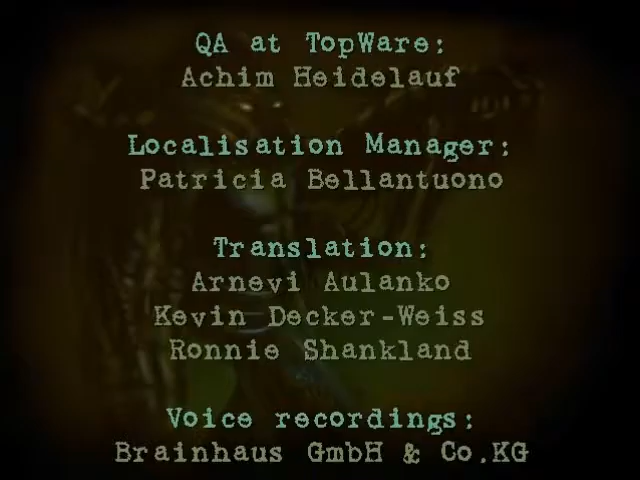 QA at TopWare:
Achim Heidelauf
Localisation Manager:
Patricia Bellantuono
Translation:
Arnevi Aulanko
Kevin Decker-Weiss
Ronnie Shankland
Voice recordings:
Brainhaus GmbH & Co.KG